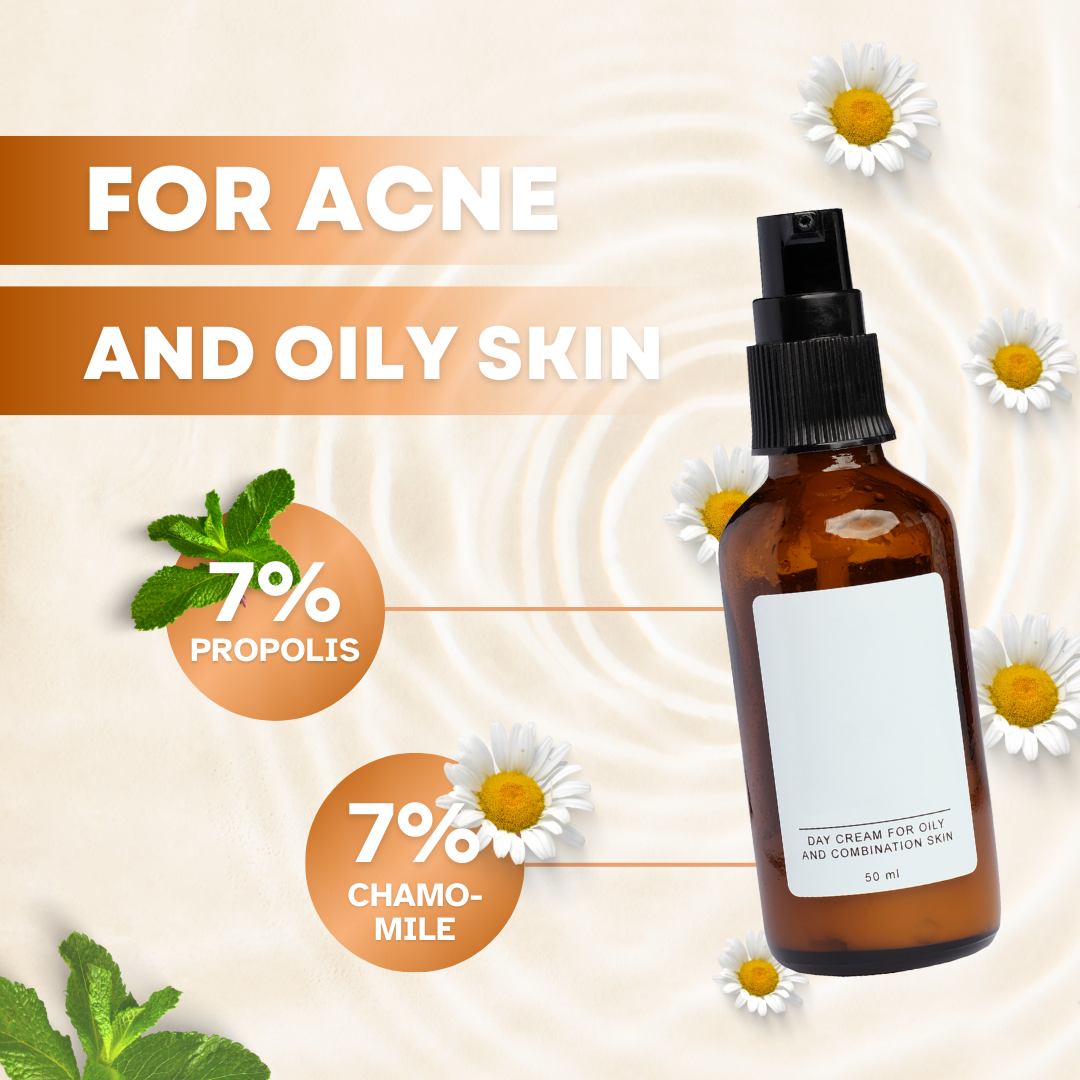 FOR ACNE
AND OILY SKIN
7%
PROPOLIS
7%
CHAMO-
MILE
DAY CREAM FOR OILY
AND COMBINATION SKIN
50 ml